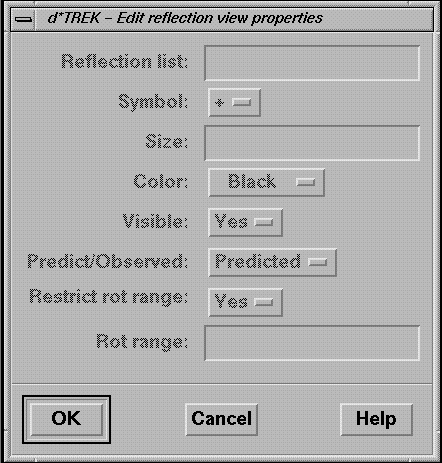 d*TREK – Edit reflection view properties
Reflection list:
Symbol: +
Size:
Color: Black
Visible: Yes
Predict/Observed: Predicted
Restrict rot range: Yes
Rot range:
OK Cancel Help